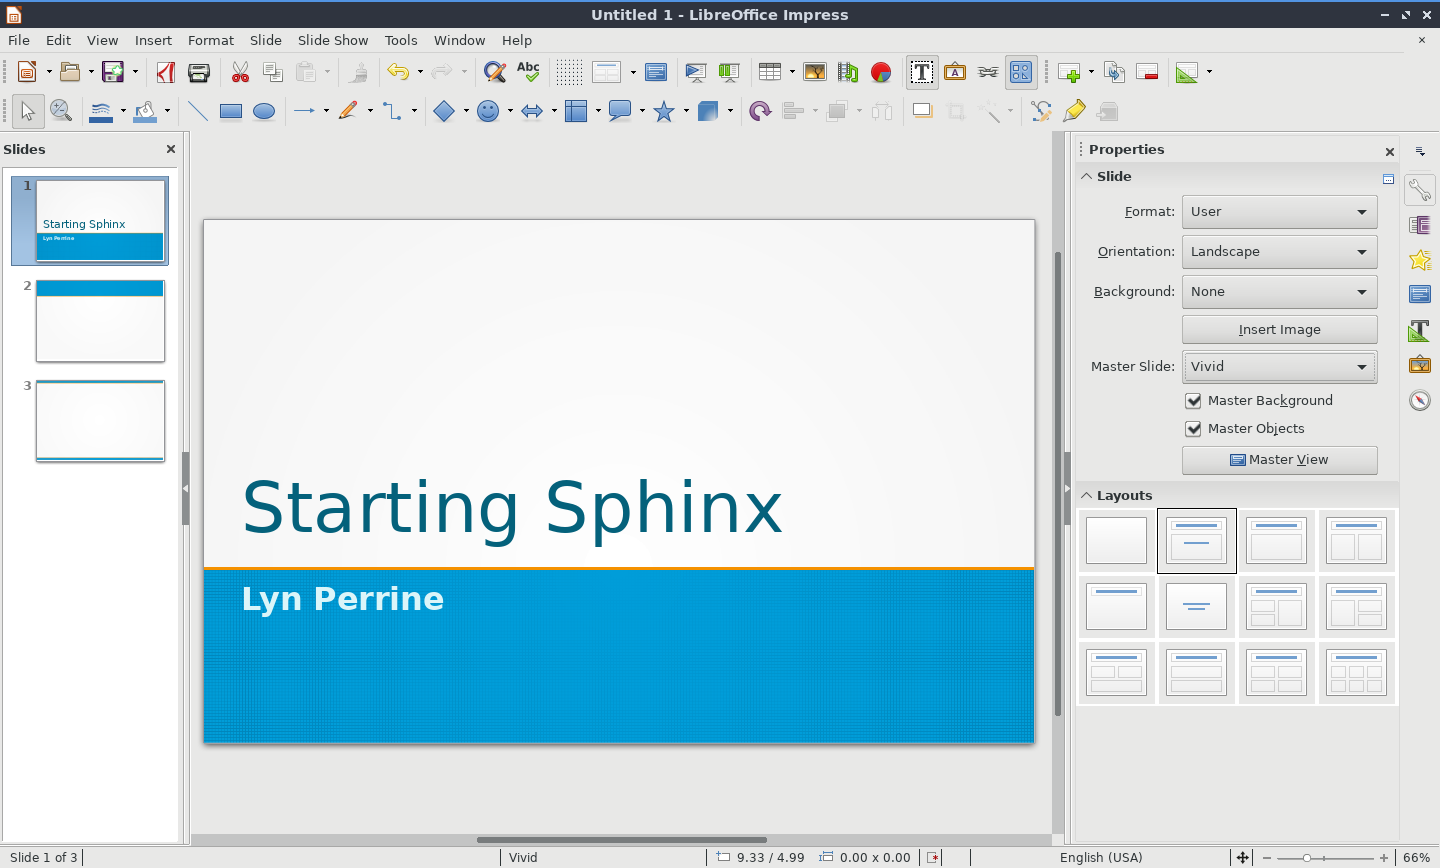 Untitled 1 - LibreOffice Impress
File Edit View Insert Format Slide Slide Show Tools Window Help
Abc
Slides
1
Starting Sphinx
Lyn Perrine
2
3
Starting Sphinx
Lyn Perrine
Properties
Slide
Format: User
Orientation: Landscape
Background: None
Insert Image
Master Slide: Vivid
Master Background
Master Objects
Master View
Layouts
Slide 1 of 3 Vivid 9.33 / 4.99 0.00 x 0.00 English (USA) 66%